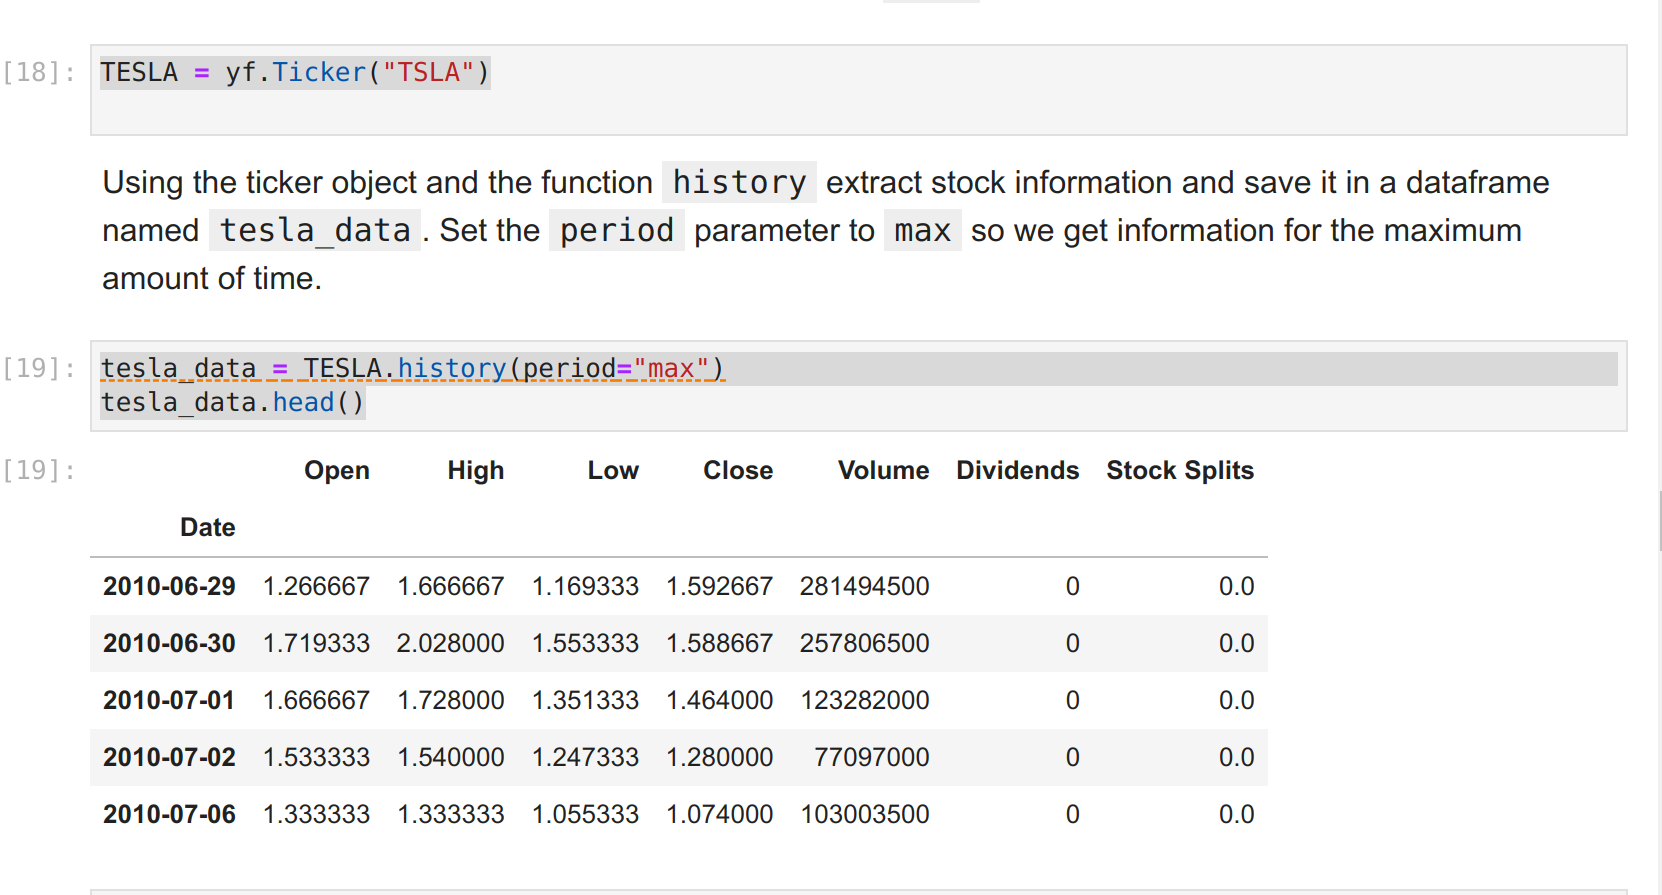 [18]: TESLA = yf.Ticker("TSLA")
Using the ticker object and the function history extract stock information and save it in a dataframe
named tesla_data . Set the period parameter to max so we get information for the maximum
amount of time.
[19]: tesla_data = TESLA.history(period="max")
tesla_data.head()
[19]: Open High Low Close Volume Dividends Stock Splits
Date
2010-06-29 1.266667 1.666667 1.169333 1.592667 281494500 0 0.0
2010-06-30 1.719333 2.028000 1.553333 1.588667 257806500 0 0.0
2010-07-01 1.666667 1.728000 1.351333 1.464000 123282000 0 0.0
2010-07-02 1.533333 1.540000 1.247333 1.280000 77097000 0 0.0
2010-07-06 1.333333 1.333333 1.055333 1.074000 103003500 0 0.0